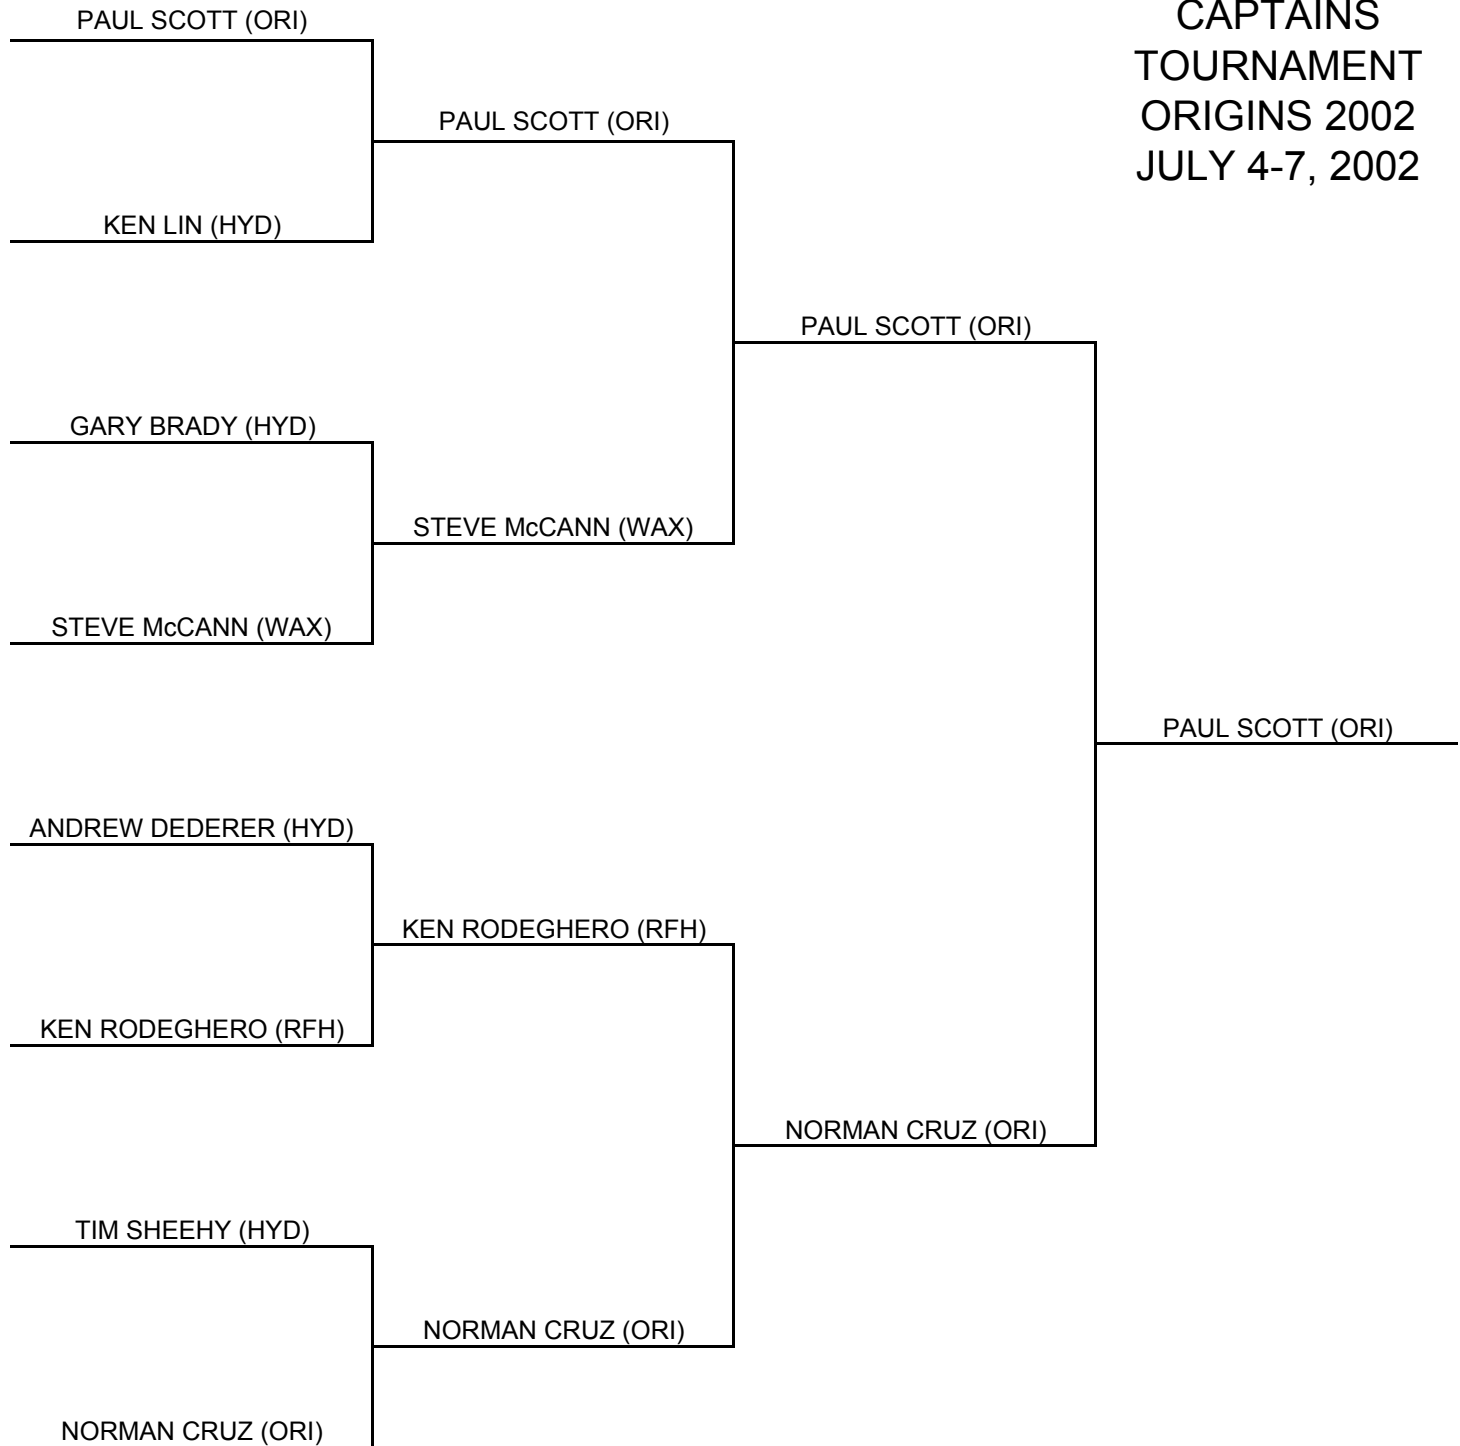 PAUL SCOTT (ORI)
CAPTAINS
TOURNAMENT
ORIGINS 2002
JULY 4-7, 2002
PAUL SCOTT (ORI)
KEN LIN (HYD)
PAUL SCOTT (ORI)
GARY BRADY (HYD)
STEVE McCANN (WAX)
STEVE McCANN (WAX)
PAUL SCOTT (ORI)
ANDREW DEDERER (HYD)
KEN RODEGHERO (RFH)
KEN RODEGHERO (RFH)
NORMAN CRUZ (ORI)
TIM SHEEHY (HYD)
NORMAN CRUZ (ORI)
NORMAN CRUZ (ORI)